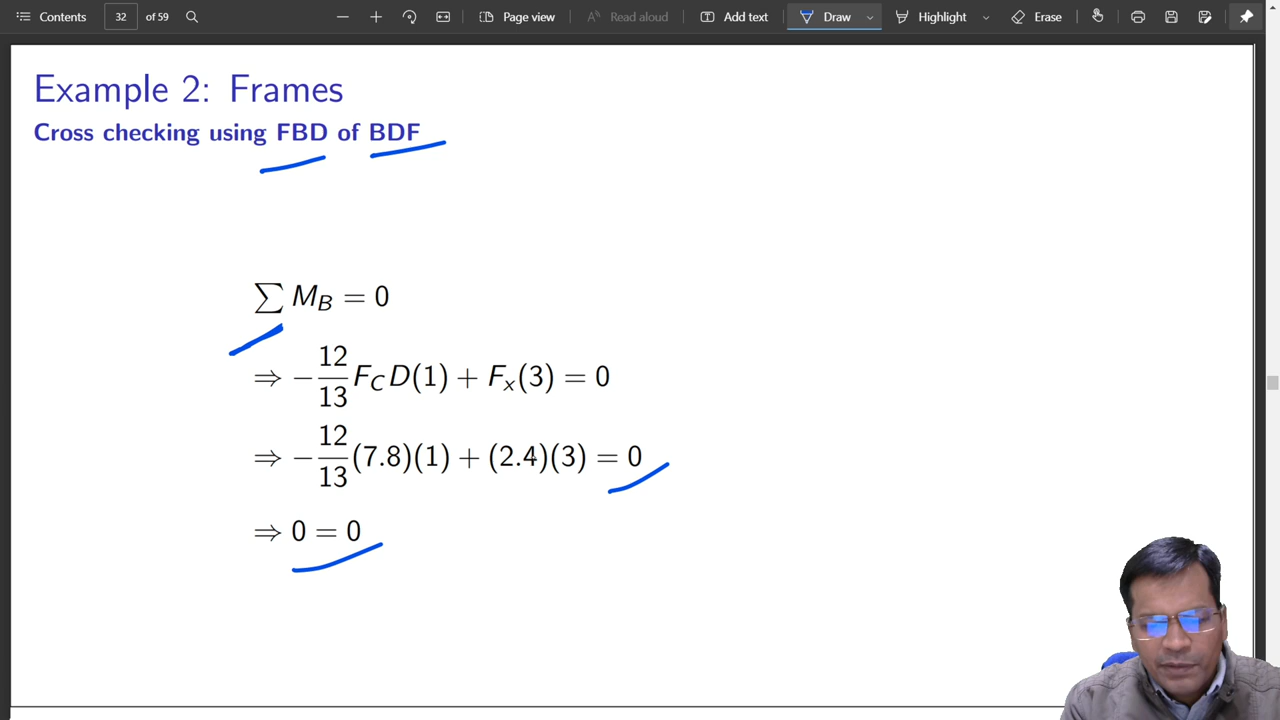 Contents 32 of 59 Page view Read aloud Add text Draw Highlight Erase
Example 2: Frames
Cross checking using FBD of BDF
∑ M_B = 0
⇒ −12/13 F_C D(1) + F_x(3) = 0
⇒ −12/13 (7.8)(1) + (2.4)(3) = 0
⇒ 0 = 0